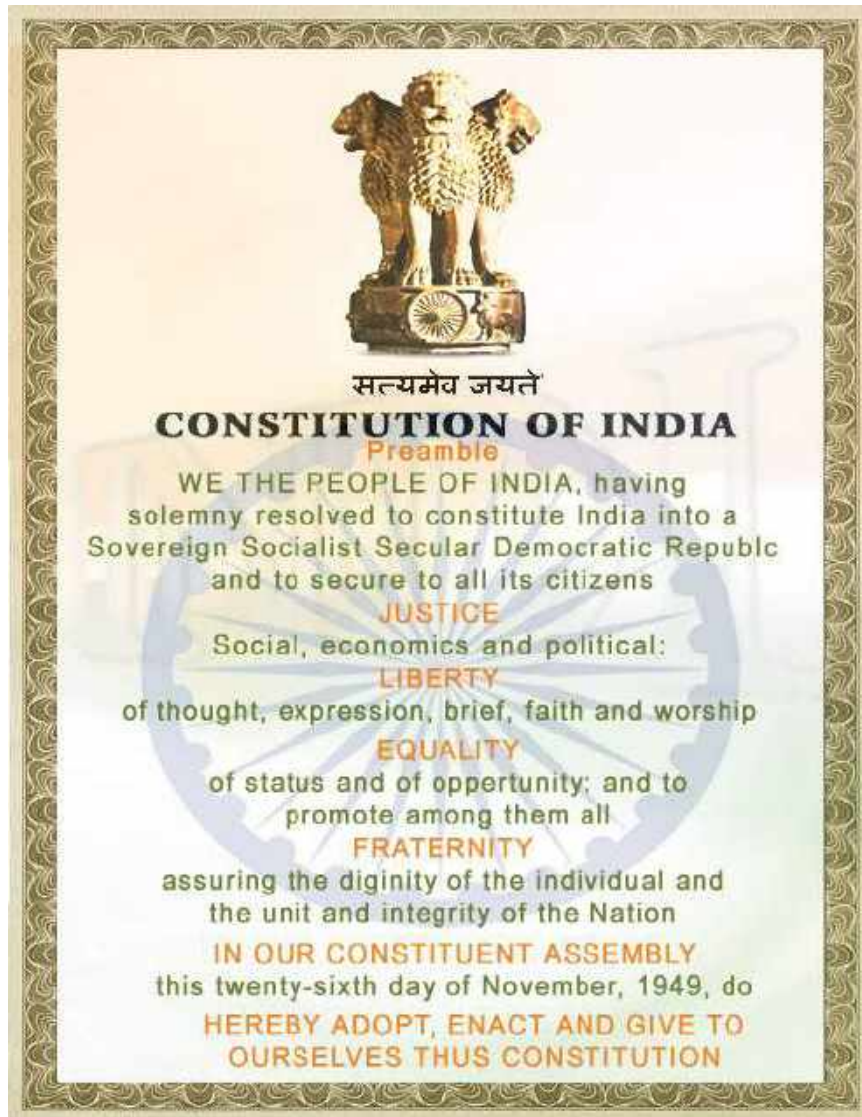 सत्यमेव जयते
CONSTITUTION OF INDIA
Preamble
WE THE PEOPLE OF INDIA, having
solemny resolved to constitute India into a
Sovereign Socialist Secular Democratic Republc
and to secure to all its citizens
JUSTICE
Social, economics and political:
LIBERTY
of thought, expression, brief, faith and worship
EQUALITY
of status and of oppertunity; and to
promote among them all
FRATERNITY
assuring the diginity of the individual and
the unit and integrity of the Nation
IN OUR CONSTITUENT ASSEMBLY
this twenty-sixth day of November, 1949, do
HEREBY ADOPT, ENACT AND GIVE TO
OURSELVES THUS CONSTITUTION